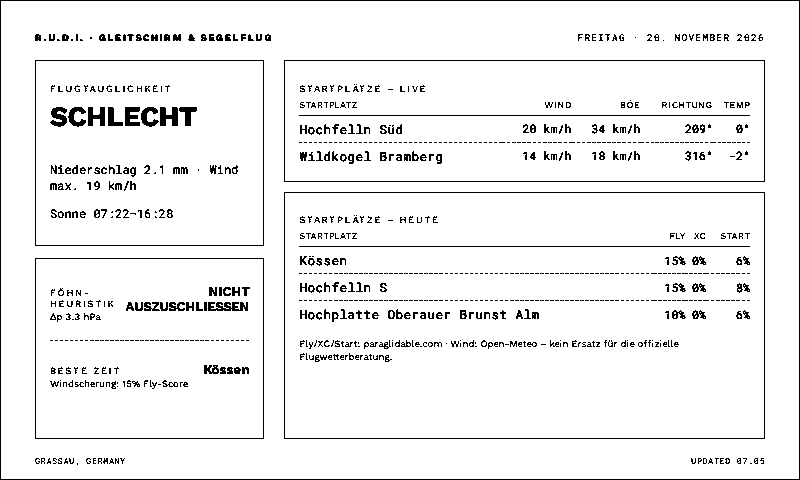 R.U.D.I. · GLEITSCHIRM & SEGELFLUG
FREITAG · 20. NOVEMBER 2026
FLUGTAUGLICHKEIT
SCHLECHT
Niederschlag 2.1 mm · Wind
max. 19 km/h
Sonne 07:22–16:28
FÖHN-
HEURISTIK
Δp 3.3 hPa
NICHT
AUSZUSCHLIESSEN
BESTE ZEIT
Kössen
Windscherung: 15% Fly-Score
STARTPLÄTZE – LIVE
STARTPLATZ WIND BÖE RICHTUNG TEMP
Hochfelln Süd 20 km/h 34 km/h 209° 0°
Wildkogel Bramberg 14 km/h 18 km/h 316° -2°
STARTPLÄTZE – HEUTE
STARTPLATZ FLY XC START
Kössen 15% 0% 6%
Hochfelln S 15% 0% 8%
Hochplatte Oberauer Brunst Alm 10% 0% 6%
Fly/XC/Start: paraglidable.com · Wind: Open-Meteo – kein Ersatz für die offizielle
Flugwetterberatung.
GRASSAU, GERMANY
UPDATED 07.05